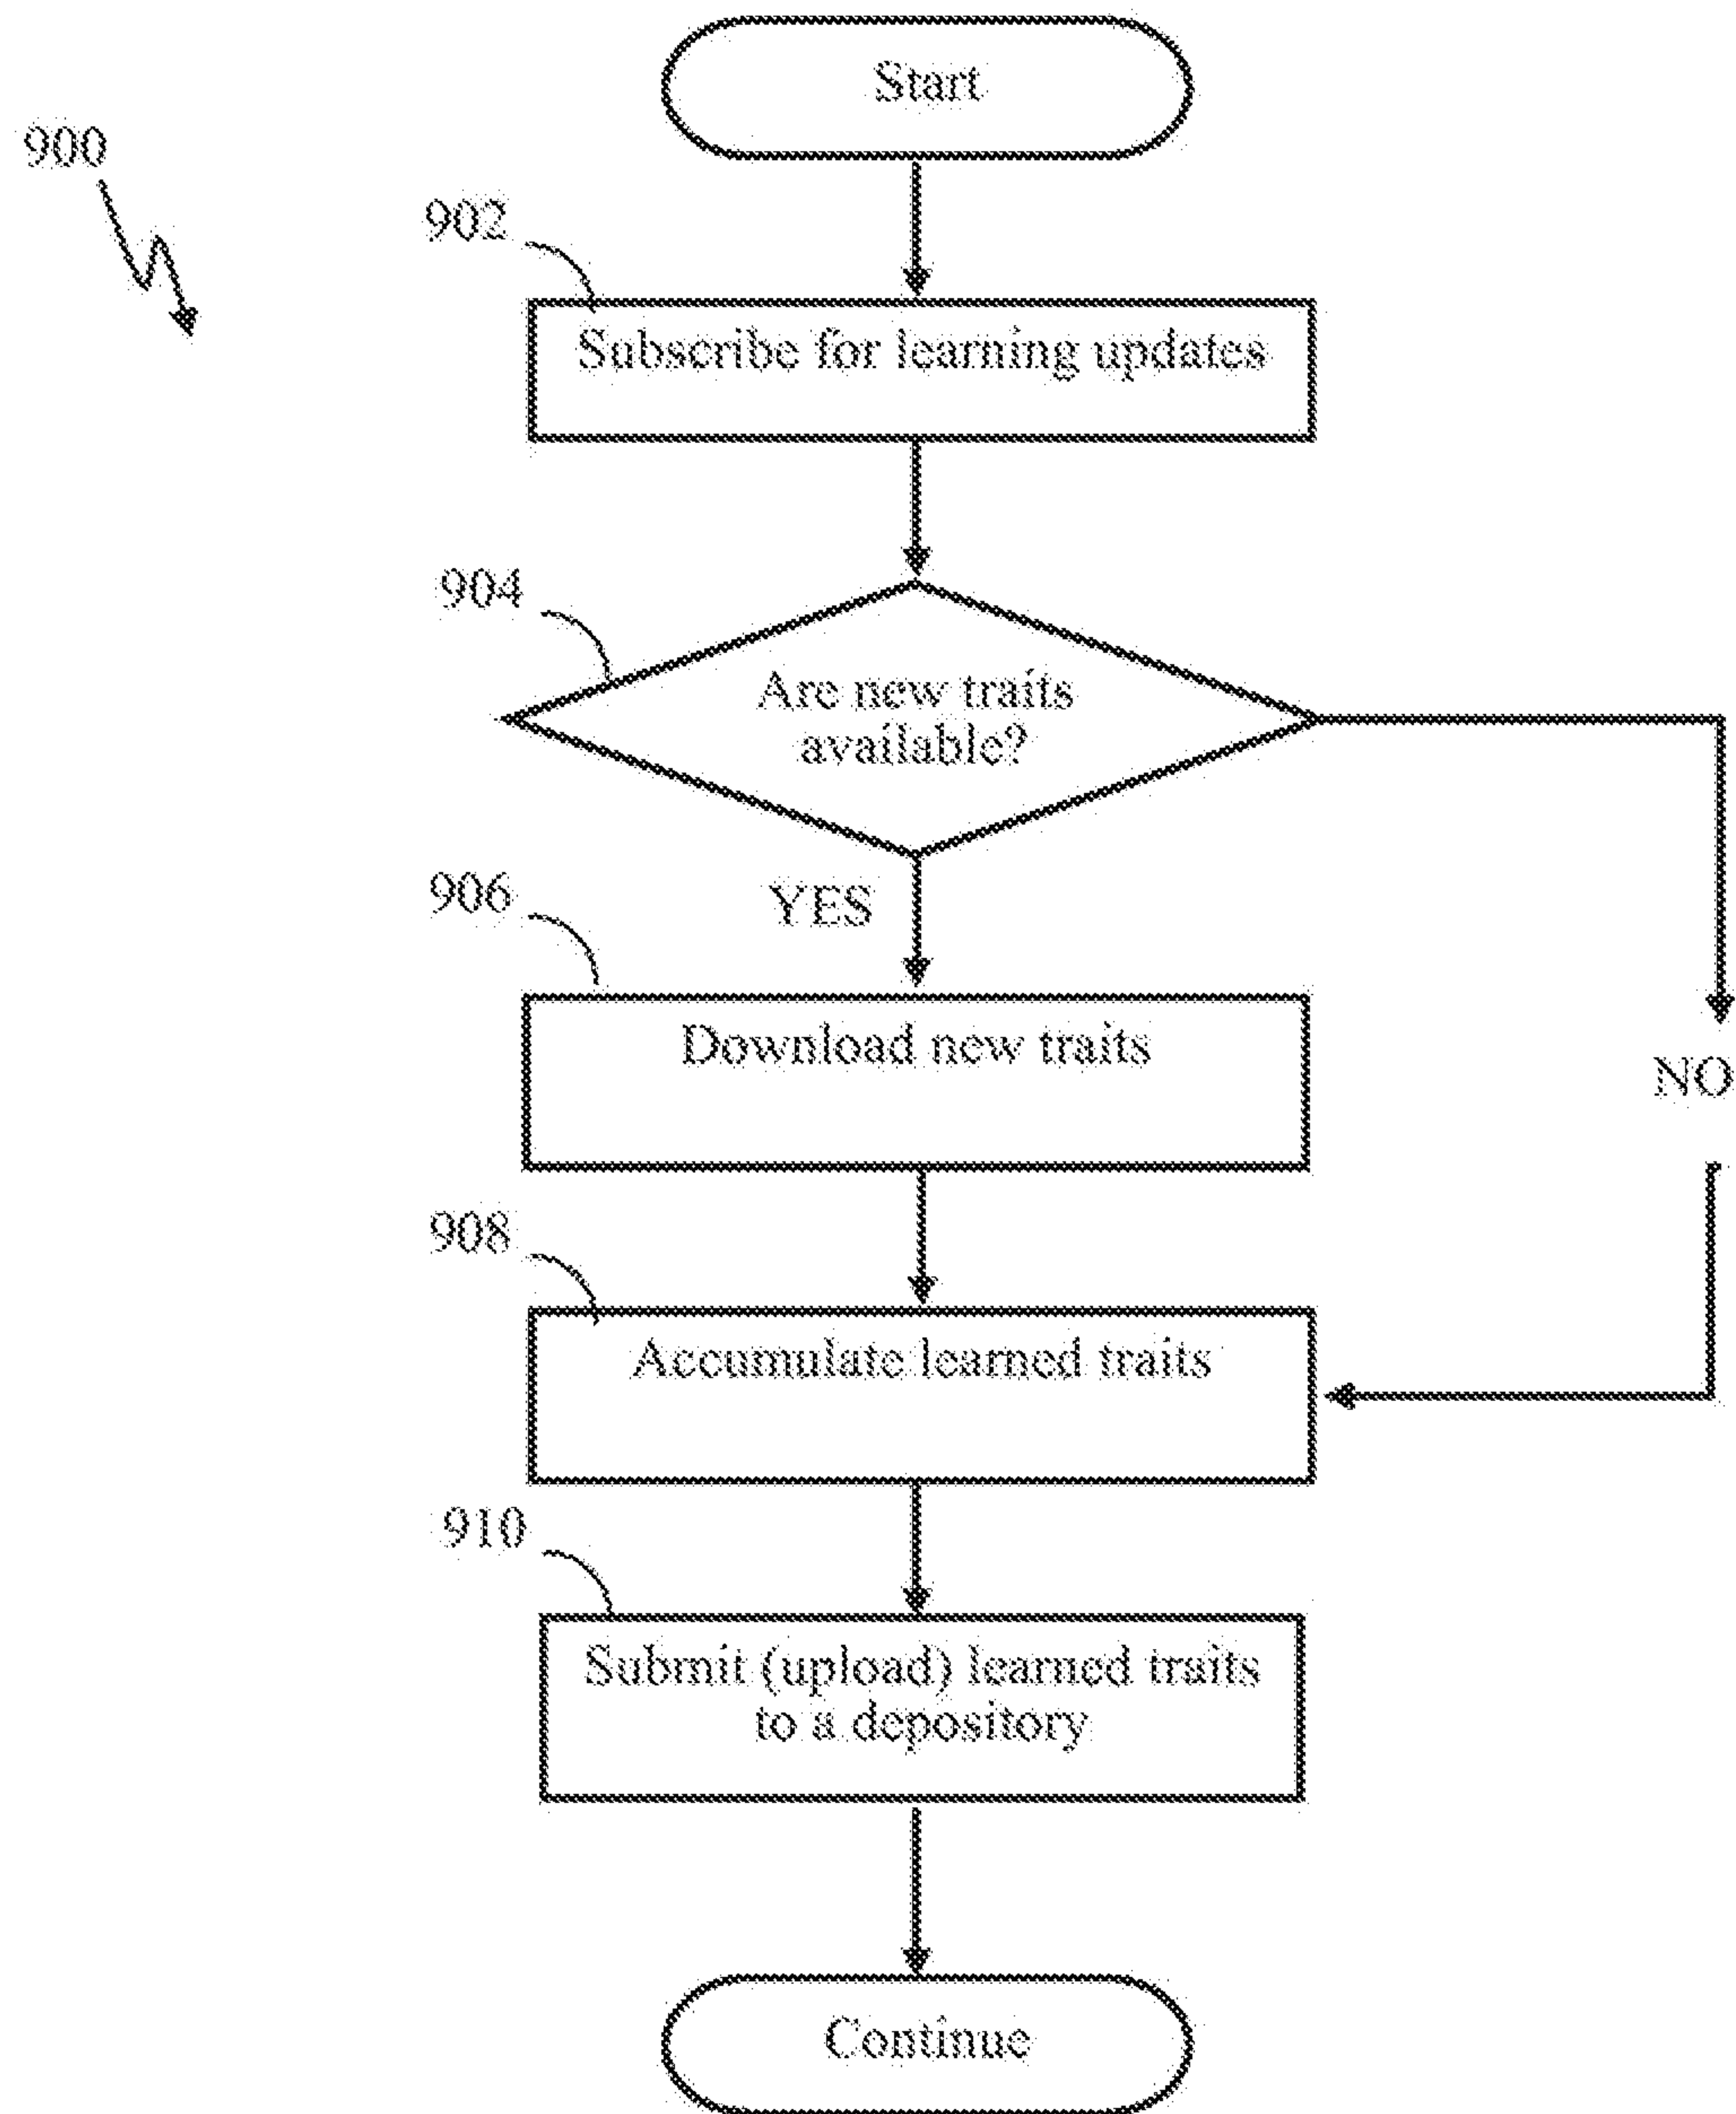 Start
900
902
Subscribe for learning updates
904
Are new traits
available?
906
YES
Download new traits
NO
908
Accumulate learned traits
910
Submit (upload) learned traits
to a depository
Continue